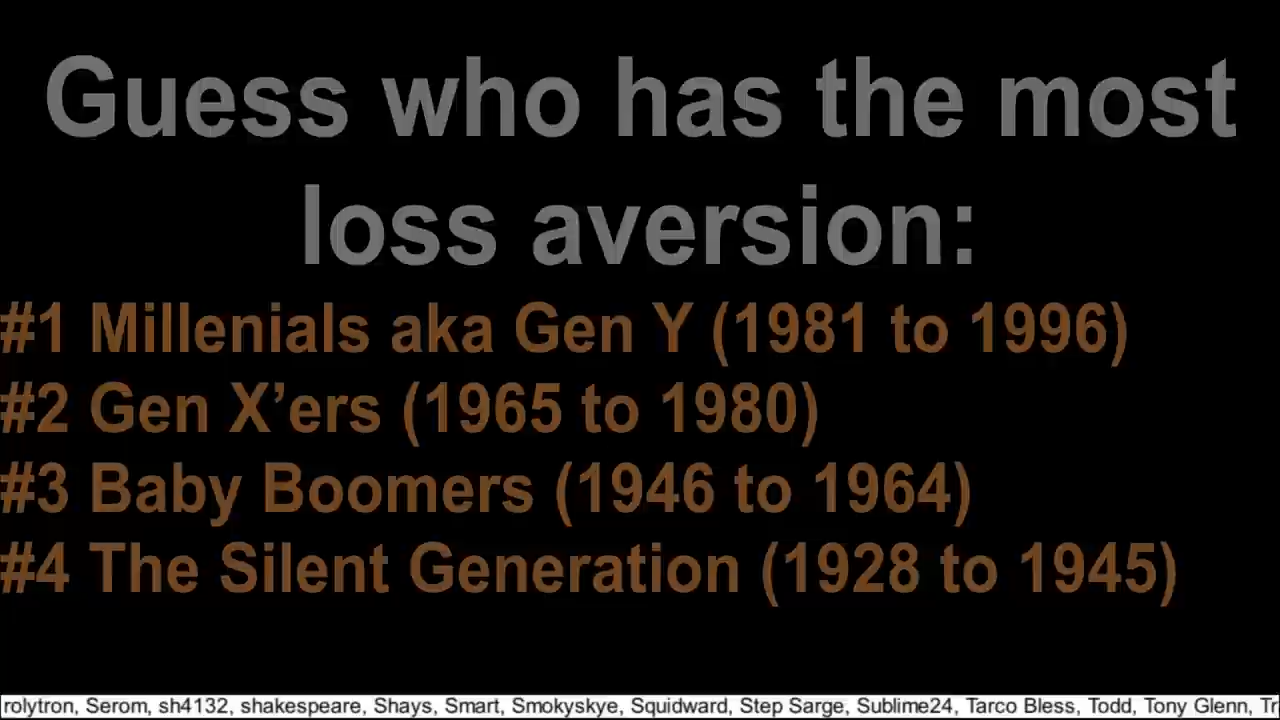 Guess who has the most
loss aversion:
#1 Millenials aka Gen Y (1981 to 1996)
#2 Gen X’ers (1965 to 1980)
#3 Baby Boomers (1946 to 1964)
#4 The Silent Generation (1928 to 1945)
rolytron, Serom, sh4132, shakespeare, Shays, Smart, Smokyskye, Squidward, Step Sarge, Sublime24, Tarco Bless, Todd, Tony Glenn, Tr